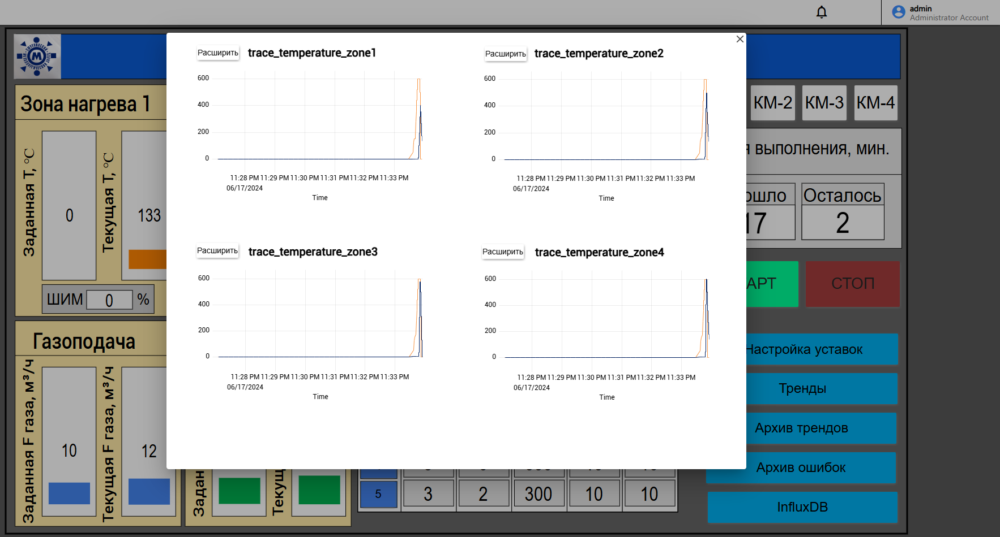 admin
Administrator Account
Расширить
trace_temperature_zone1
600
400
200
0
11:28 PM 11:29 PM 11:30 PM 11:31 PM 11:32 PM 11:33 PM
06/17/2024
Time
Расширить
trace_temperature_zone2
600
400
200
0
11:28 PM 11:29 PM 11:30 PM 11:31 PM 11:32 PM 11:33 PM
06/17/2024
Time
Расширить
trace_temperature_zone3
600
400
200
0
11:28 PM 11:29 PM 11:30 PM 11:31 PM 11:32 PM 11:33 PM
06/17/2024
Time
Расширить
trace_temperature_zone4
600
400
200
0
11:28 PM 11:29 PM 11:30 PM 11:31 PM 11:32 PM 11:33 PM
06/17/2024
Time
Зона нагрева 1
Заданная T, °C
0
Текущая T, °C
133
ШИМ 0 %
Газоподача
Заданная F газа, м³/ч
10
Текущая F газа, м³/ч
12
Задан
Текущ
КМ-2 КМ-3 КМ-4
я выполнения, мин.
ошло
17
Осталось
2
АРТ
СТОП
Настройка уставок
Тренды
Архив трендов
Архив ошибок
InfluxDB
5 3 2 300 10 10